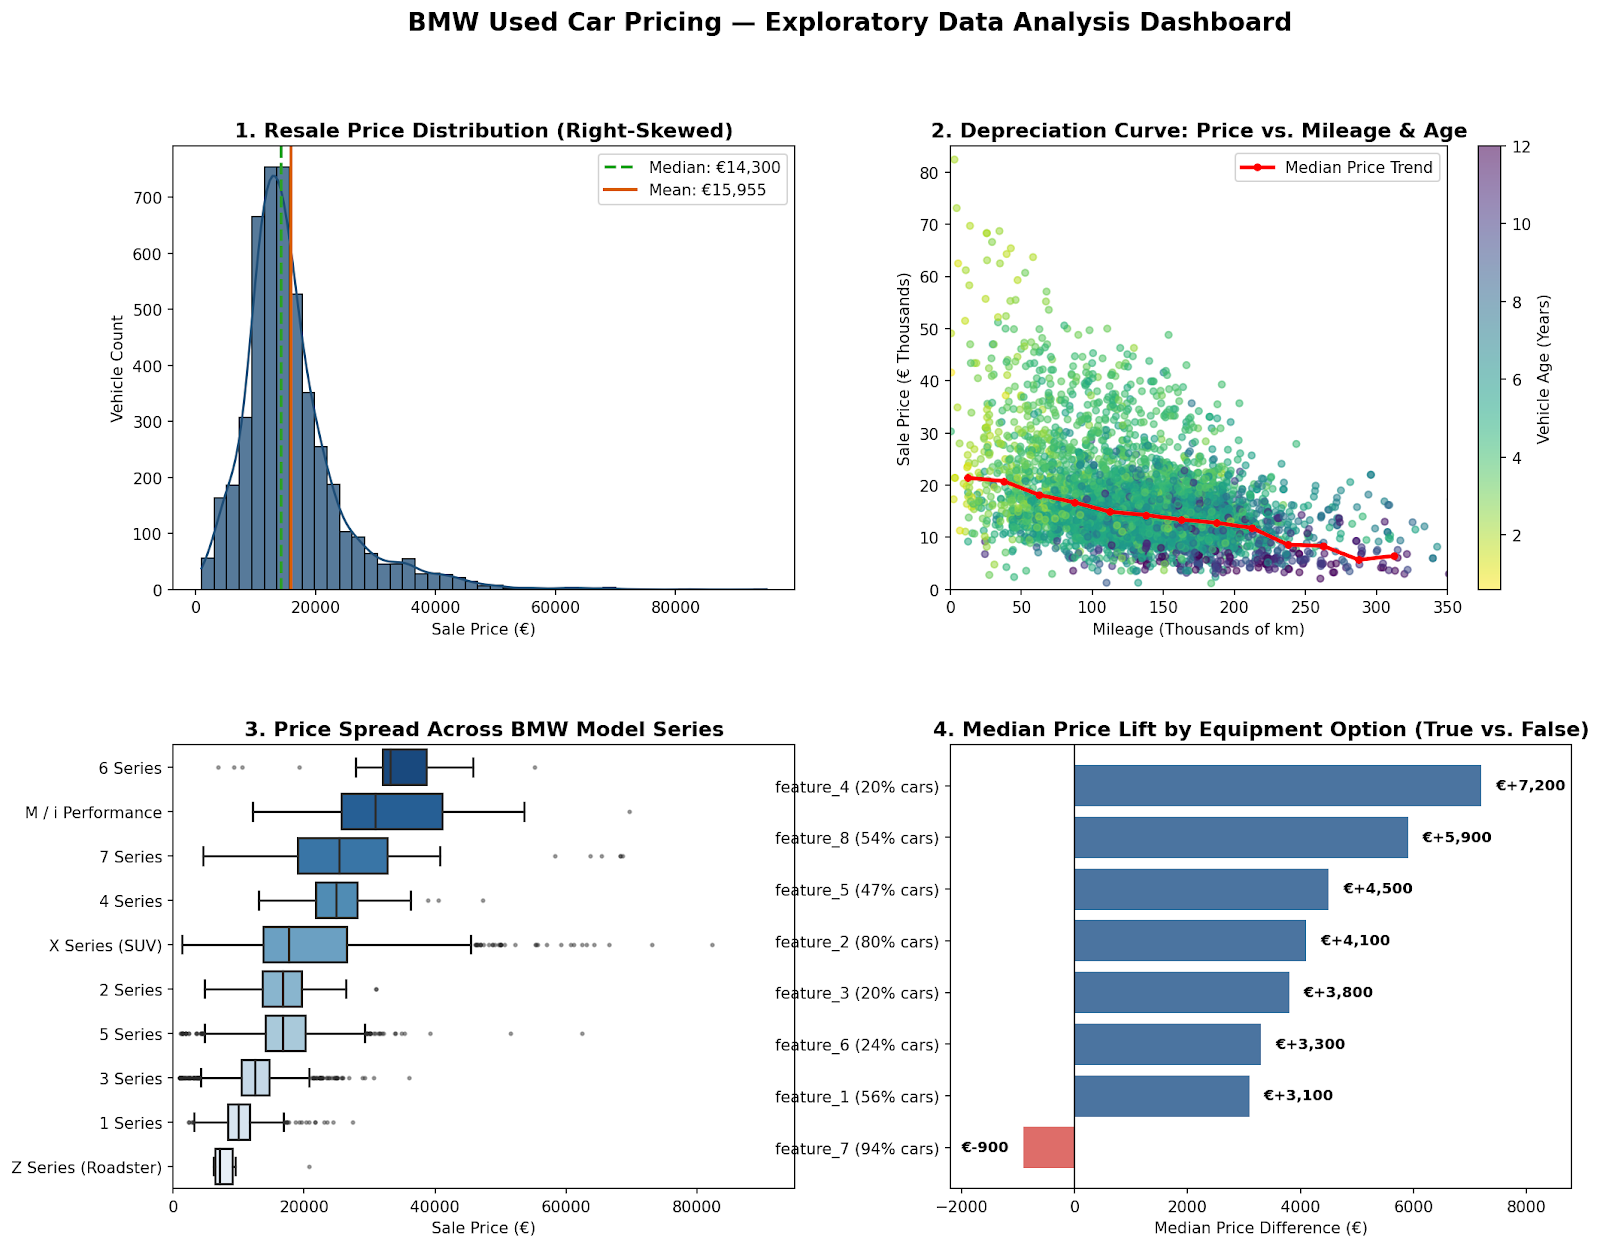 BMW Used Car Pricing — Exploratory Data Analysis Dashboard
1. Resale Price Distribution (Right-Skewed)
Median: €14,300
Mean: €15,955
Vehicle Count
700
600
500
400
300
200
100
0
0 20000 40000 60000 80000
Sale Price (€)
2. Depreciation Curve: Price vs. Mileage & Age
Median Price Trend
Sale Price (€ Thousands)
80
70
60
50
40
30
20
10
0
0 50 100 150 200 250 300 350
Mileage (Thousands of km)
12
10
8
6
4
2
Vehicle Age (Years)
3. Price Spread Across BMW Model Series
6 Series
M / i Performance
7 Series
4 Series
X Series (SUV)
2 Series
5 Series
3 Series
1 Series
Z Series (Roadster)
0 20000 40000 60000 80000
Sale Price (€)
4. Median Price Lift by Equipment Option (True vs. False)
feature_4 (20% cars) €+7,200
feature_8 (54% cars) €+5,900
feature_5 (47% cars) €+4,500
feature_2 (80% cars) €+4,100
feature_3 (20% cars) €+3,800
feature_6 (24% cars) €+3,300
feature_1 (56% cars) €+3,100
feature_7 (94% cars) €-900
−2000 0 2000 4000 6000 8000
Median Price Difference (€)